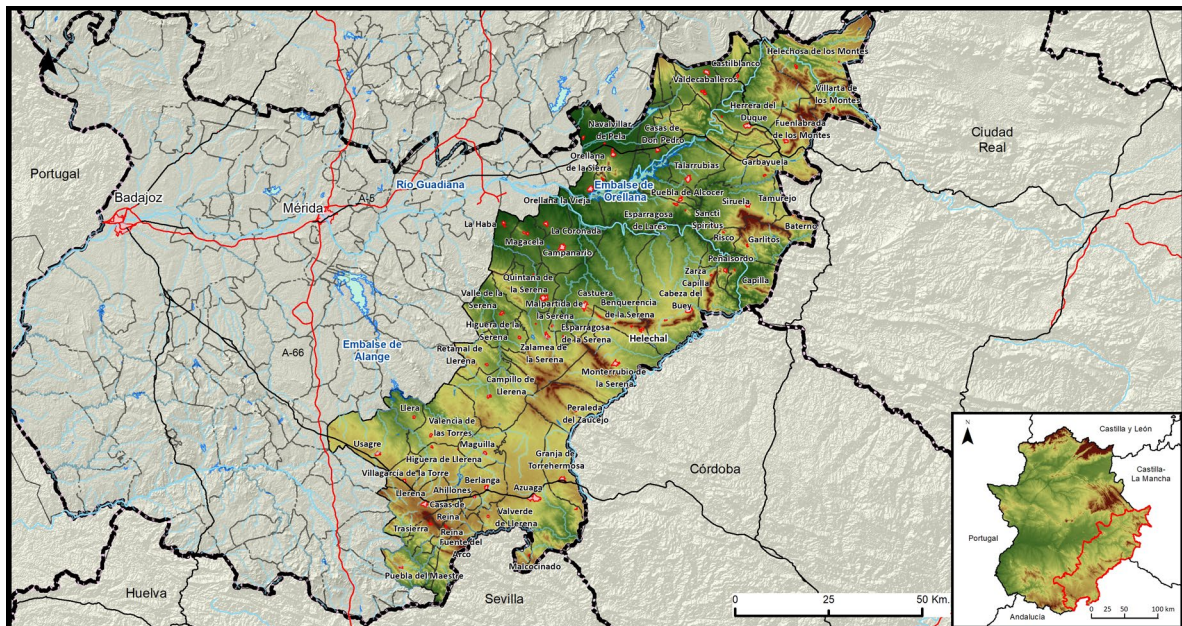 N
Helechosa de los Montes
Castilblanco
Valdecaballeros
Villarta de
los Montes
Herrera del
Duque
Fuenlabrada
de los Montes
Navalvillar
de Pela
Casas de
Don Pedro
Ciudad
Real
Orellana
de la Sierra
Talarrubias
Garbayuela
Portugal
Río Guadiana
Embalse de
Orellana
Puebla de Alcocer
Badajoz
Mérida
A-5
Orellana la Vieja
Siruela
Tamurejo
Esparragosa
de Lares
Sancti
Spiritus
La Haba
La Coronada
Baterno
Magacela
Risco
Garlitos
Campanario
Peñalsordo
Zarza
Capilla
Capilla
Quintana de
la Serena
Castuera
Cabeza del
Buey
Valle de la
Serena
Malpartida de
la Serena
Benquerencia
de la Serena
Higuera de la
Serena
Esparragosa
de la Serena
Helechal
Embalse de
Alange
A-66
Retamal de
Llerena
Zalamea de
la Serena
Monterrubio de
la Serena
Campillo de
Llerena
Peraleda
del Zaucejo
Llera
Valencia de
las Torres
Usagre
Maguilla
Higuera de Llerena
Granja de
Torrehermosa
Villagarcía de la Torre
Berlanga
Córdoba
Ahillones
Azuaga
Llerena
Casas de
Reina
Valverde
de Llerena
Trasierra
Reina
Fuente del
Arco
Malcocinado
Puebla del Maestre
Huelva
Sevilla
0 25 50 Km.
N
Castilla y León
Castilla-
La Mancha
Portugal
Andalucía
0 25 50 100 km